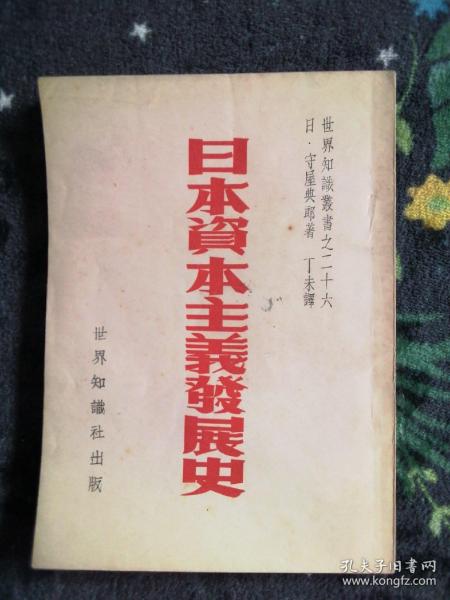 世界知識叢書之二十六
日·守屋典郎著 丁未譯
日本資本主義發展史
世界知識社出版
孔夫子旧书网
www.kongfz.com